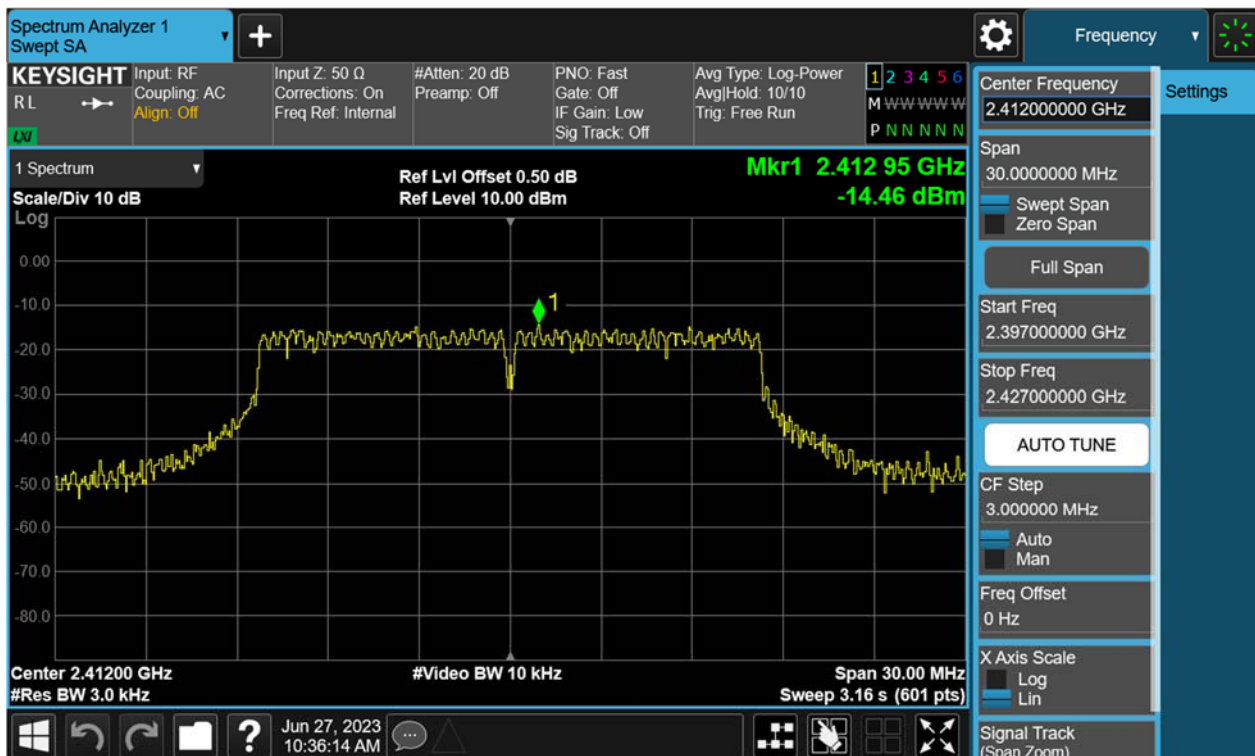 Spectrum Analyzer 1
Swept SA
Frequency
KEYSIGHT
R L
LXI
Input: RF
Coupling: AC
Align: Off
Input Z: 50 Ω
Corrections: On
Freq Ref: Internal
#Atten: 20 dB
Preamp: Off
PNO: Fast
Gate: Off
IF Gain: Low
Sig Track: Off
Avg Type: Log-Power
Avg|Hold: 10/10
Trig: Free Run
1 2 3 4 5 6
M W W W W W
P N N N N N
1 Spectrum
Scale/Div 10 dB
Ref Lvl Offset 0.50 dB
Ref Level 10.00 dBm
Mkr1 2.412 95 GHz
-14.46 dBm
Log
0.00
-10.0
-20.0
-30.0
-40.0
-50.0
-60.0
-70.0
-80.0
1
Center 2.41200 GHz
#Res BW 3.0 kHz
#Video BW 10 kHz
Span 30.00 MHz
Sweep 3.16 s (601 pts)
?
Jun 27, 2023
10:36:14 AM
Center Frequency
2.412000000 GHz
Span
30.0000000 MHz
Swept Span
Zero Span
Full Span
Start Freq
2.397000000 GHz
Stop Freq
2.427000000 GHz
AUTO TUNE
CF Step
3.000000 MHz
Auto
Man
Freq Offset
0 Hz
X Axis Scale
Log
Lin
Signal Track
(Span Zoom)
Settings